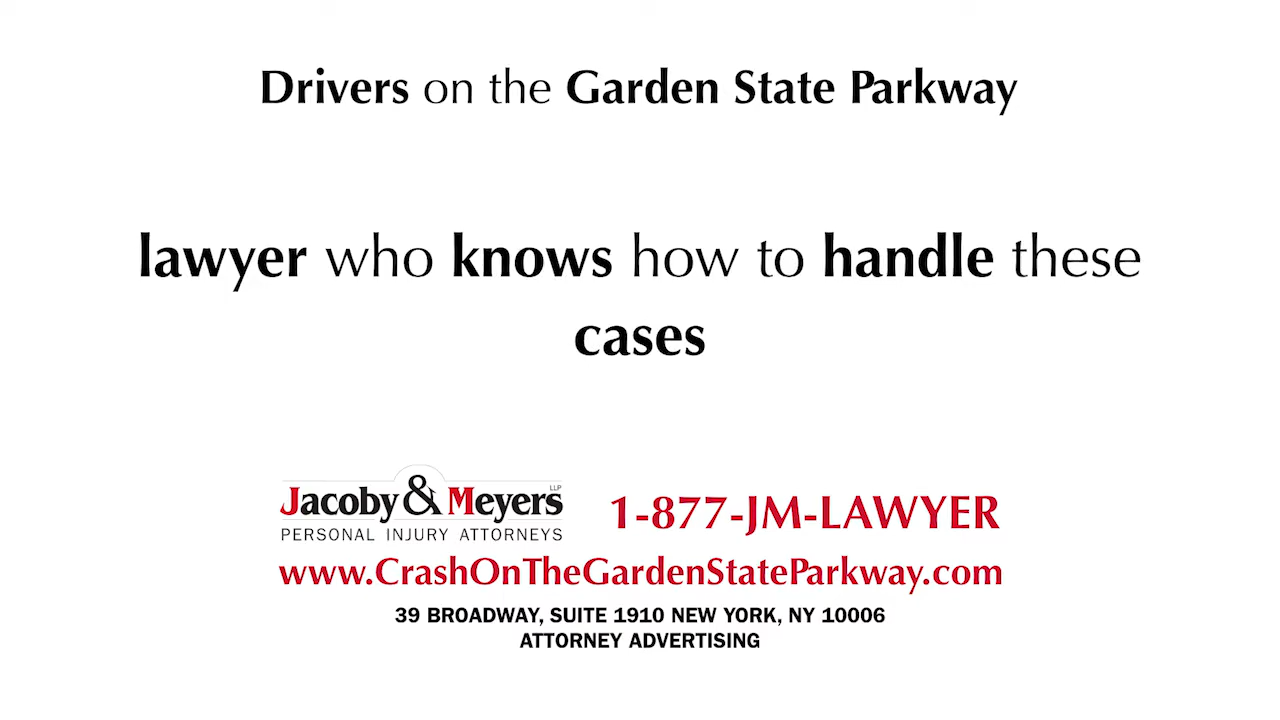 Drivers on the Garden State Parkway
lawyer who knows how to handle these
cases
Jacoby & Meyers LLP
PERSONAL INJURY ATTORNEYS
1-877-JM-LAWYER
www.CrashOnTheGardenStateParkway.com
39 BROADWAY, SUITE 1910 NEW YORK, NY 10006
ATTORNEY ADVERTISING